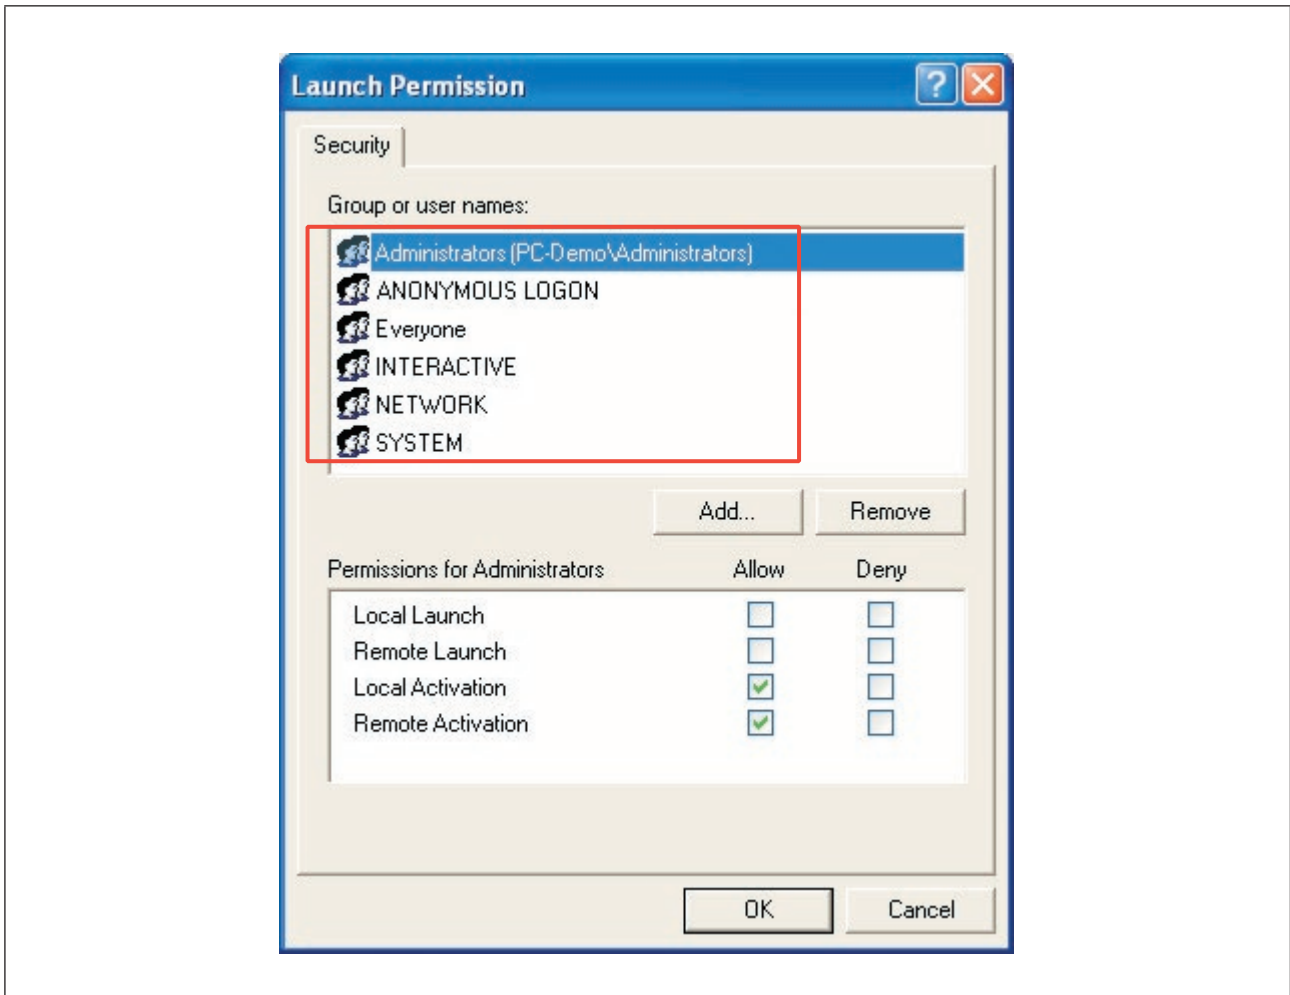 Launch Permission
Security
Group or user names:
Administrators (PC-Demo\Administrators)
ANONYMOUS LOGON
Everyone
INTERACTIVE
NETWORK
SYSTEM
Add... Remove
Permissions for Administrators Allow Deny
Local Launch
Remote Launch
Local Activation
Remote Activation
OK Cancel